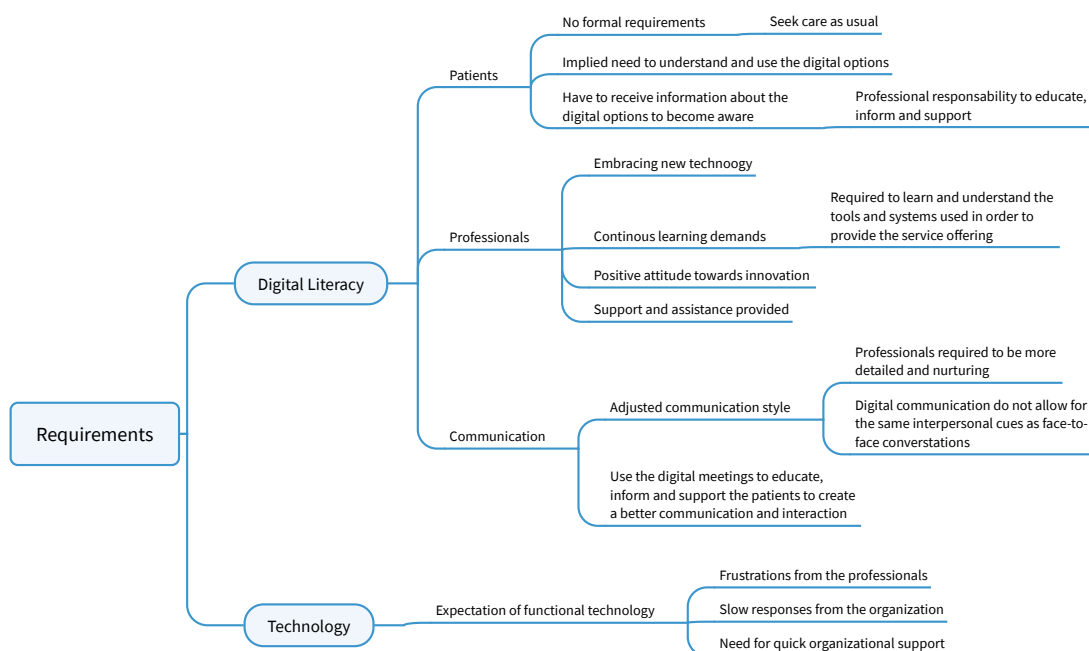 No formal requirements
Seek care as usual
Implied need to understand and use the digital options
Patients
Have to receive information about the
digital options to become aware
Professional responsability to educate,
inform and support
Embracing new technoogy
Required to learn and understand the
tools and systems used in order to
provide the service offering
Professionals
Continous learning demands
Positive attitude towards innovation
Digital Literacy
Support and assistance provided
Professionals required to be more
detailed and nurturing
Adjusted communication style
Digital communication do not allow for
the same interpersonal cues as face-to-
face converstations
Requirements
Communication
Use the digital meetings to educate,
inform and support the patients to create
a better communication and interaction
Frustrations from the professionals
Expectation of functional technology
Slow responses from the organization
Technology
Need for quick organizational support